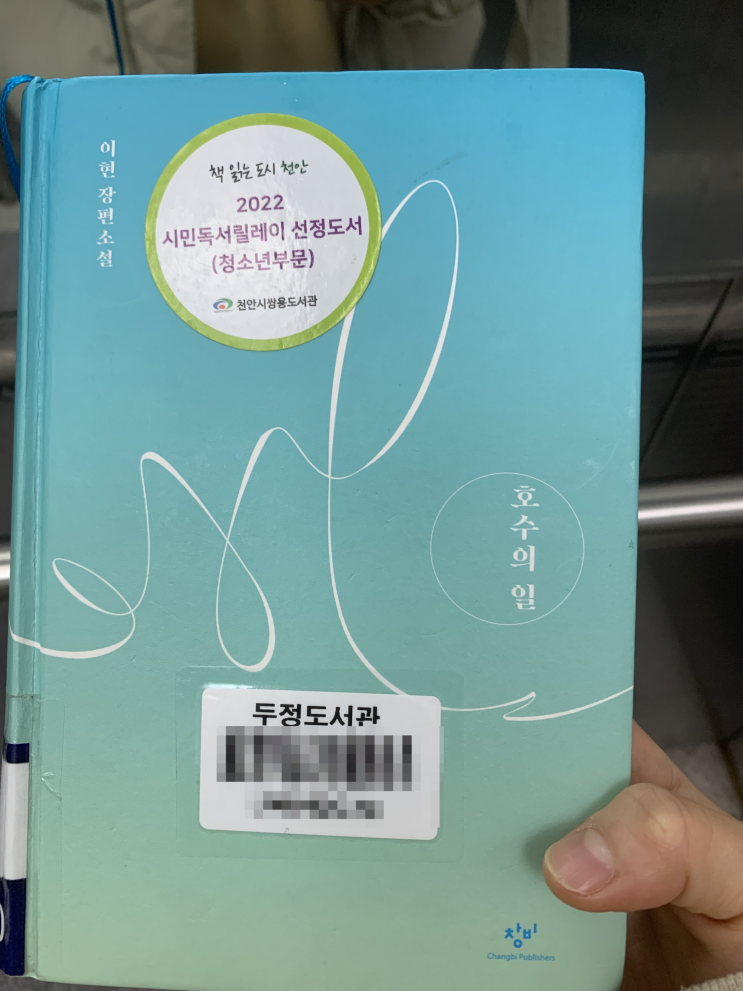 이현 장편소설
책 읽는 도시 천안
2022
시민독서릴레이 선정도서
(청소년부문)
천안시쌍용도서관
호수의 일
두정도서관
창비
Changbi Publishers